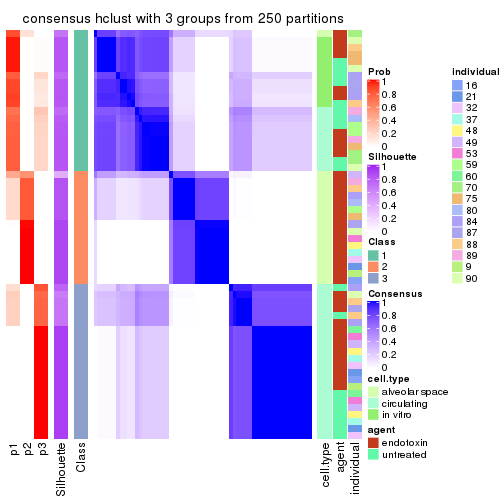 consensus hclust with 3 groups from 250 partitions
p1
p2
p3
Silhouette
Class
cell.type
agent
individual
Prob
1
0.8
0.6
0.4
0.2
0
Silhouette
1
0.8
0.6
0.4
0.2
0
Class
1
2
3
Consensus
1
0.8
0.6
0.4
0.2
0
cell.type
alveolar space
circulating
in vitro
agent
endotoxin
untreated
Individual
16
21
32
37
48
49
53
59
60
70
75
80
84
87
88
89
9
90